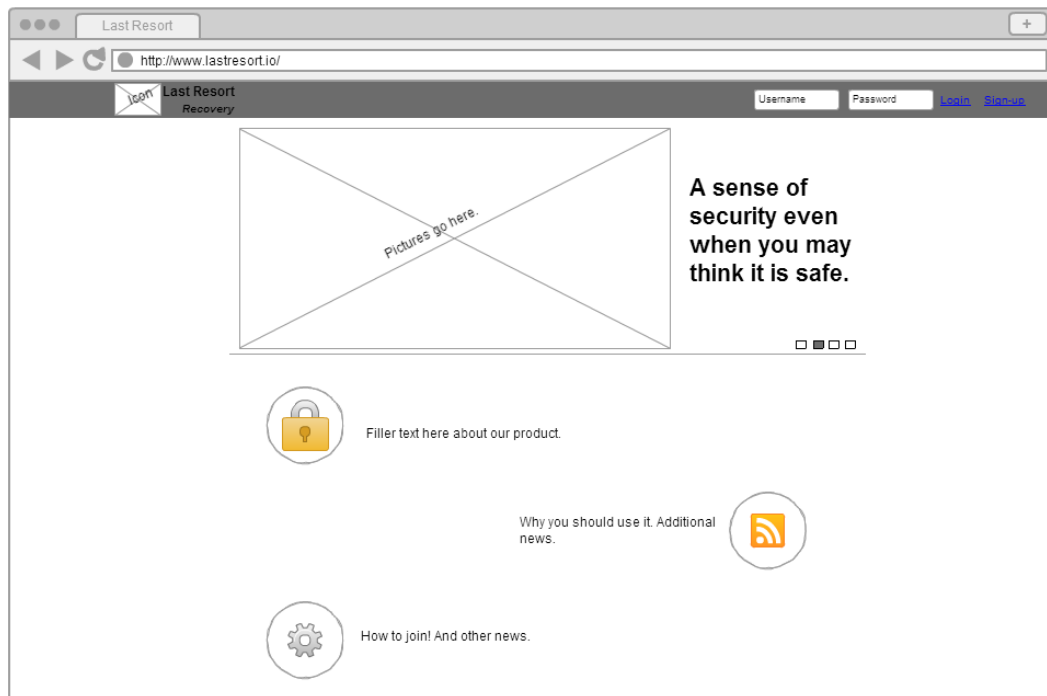 Last Resort
+
http://www.lastresort.io/
Icon
Last Resort
Recovery
Username
Password
Login
Sign-up
Pictures go here.
A sense of
security even
when you may
think it is safe.
Filler text here about our product.
Why you should use it. Additional
news.
How to join! And other news.